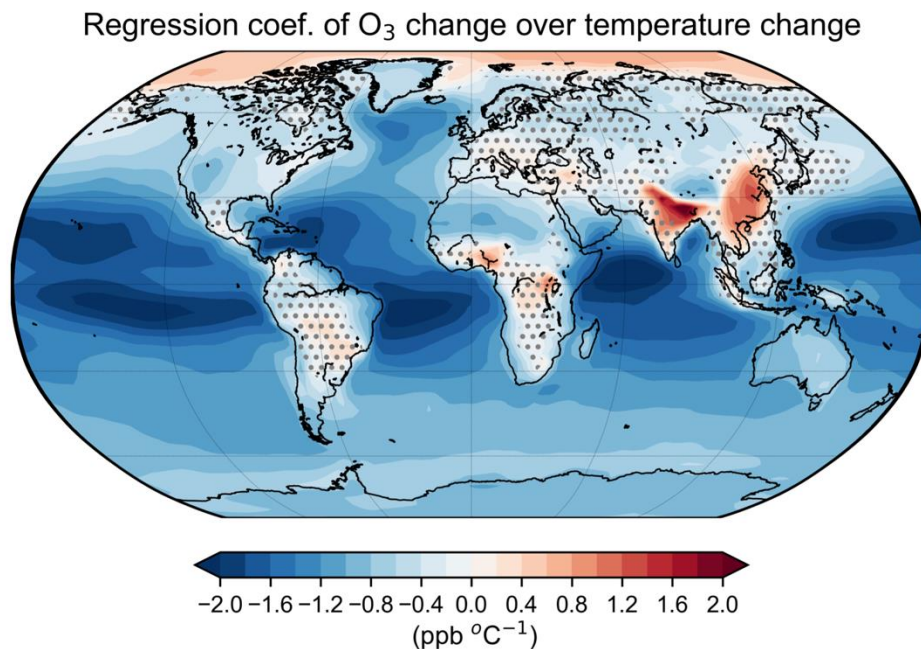 Regression coef. of O₃ change over temperature change
−2.0 −1.6 −1.2 −0.8 −0.4 0.0 0.4 0.8 1.2 1.6 2.0
(ppb °C⁻¹)